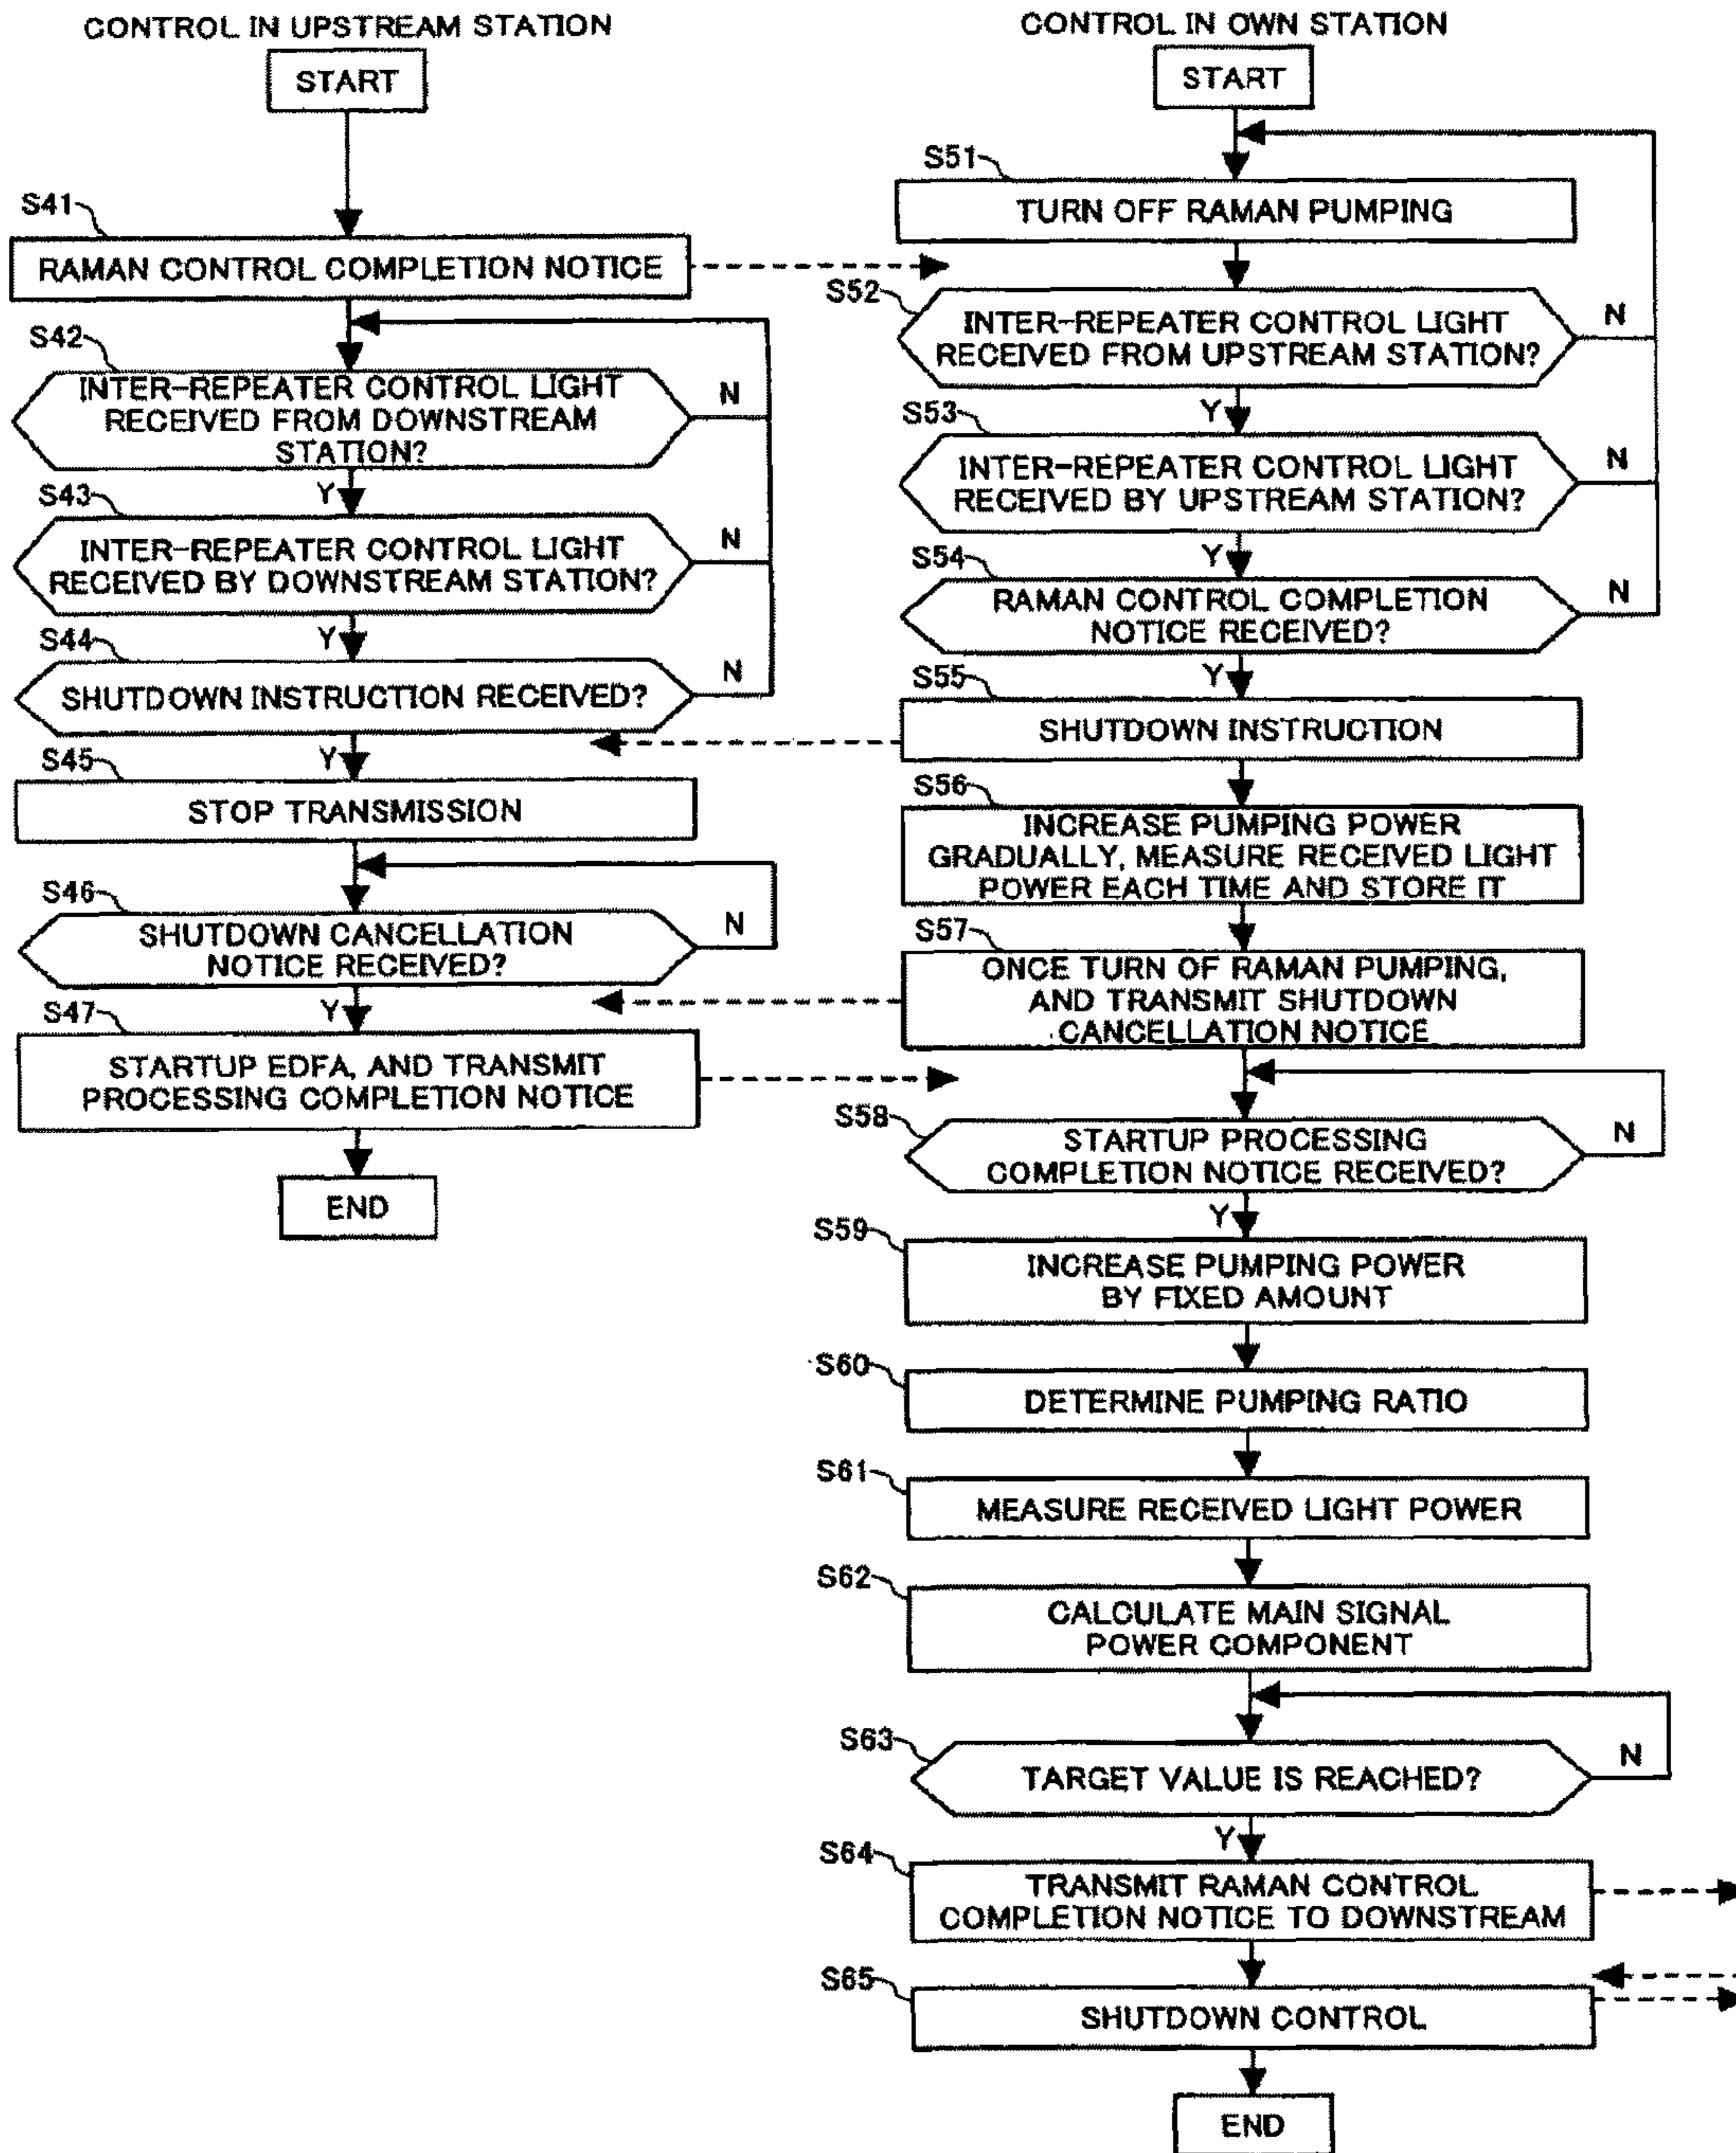 CONTROL IN UPSTREAM STATION
START
S41
RAMAN CONTROL COMPLETION NOTICE
S42
INTER-REPEATER CONTROL LIGHT
RECEIVED FROM DOWNSTREAM
STATION?
N
Y
S43
INTER-REPEATER CONTROL LIGHT
RECEIVED BY DOWNSTREAM STATION?
N
Y
S44
SHUTDOWN INSTRUCTION RECEIVED?
N
Y
S45
STOP TRANSMISSION
S46
SHUTDOWN CANCELLATION
NOTICE RECEIVED?
N
Y
S47
STARTUP EDFA, AND TRANSMIT
PROCESSING COMPLETION NOTICE
END
CONTROL IN OWN STATION
START
S51
TURN OFF RAMAN PUMPING
S52
INTER-REPEATER CONTROL LIGHT
RECEIVED FROM UPSTREAM STATION?
N
Y
S53
INTER-REPEATER CONTROL LIGHT
RECEIVED BY UPSTREAM STATION?
N
Y
S54
RAMAN CONTROL COMPLETION
NOTICE RECEIVED?
N
Y
S55
SHUTDOWN INSTRUCTION
S56
INCREASE PUMPING POWER
GRADUALLY, MEASURE RECEIVED LIGHT
POWER EACH TIME AND STORE IT
S57
ONCE TURN OF RAMAN PUMPING,
AND TRANSMIT SHUTDOWN
CANCELLATION NOTICE
S58
STARTUP PROCESSING
COMPLETION NOTICE RECEIVED?
N
Y
S59
INCREASE PUMPING POWER
BY FIXED AMOUNT
S60
DETERMINE PUMPING RATIO
S61
MEASURE RECEIVED LIGHT POWER
S62
CALCULATE MAIN SIGNAL
POWER COMPONENT
S63
TARGET VALUE IS REACHED?
N
Y
S64
TRANSMIT RAMAN CONTROL
COMPLETION NOTICE TO DOWNSTREAM
S65
SHUTDOWN CONTROL
END